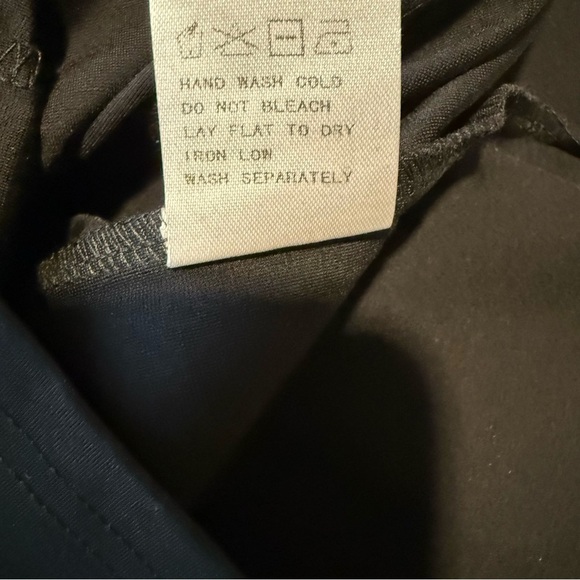 HAND WASH COLD
DO NOT BLEACH
LAY FLAT TO DRY
IRON LOW
WASH SEPARATELY